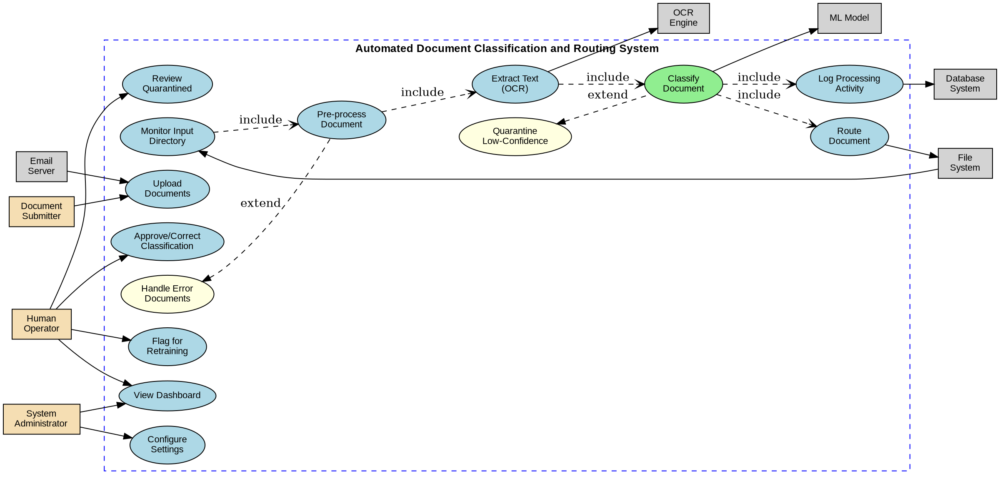 OCR
Engine
ML Model
Automated Document Classification and Routing System
Review
Quarantined
Extract Text
(OCR)
include
Classify
Document
include
Log Processing
Activity
Database
System
include
extend
include
Pre-process
Document
include
Monitor Input
Directory
Quarantine
Low-Confidence
Route
Document
Email
Server
File
System
Upload
Documents
Document
Submitter
extend
Approve/Correct
Classification
Handle Error
Documents
Human
Operator
Flag for
Retraining
View Dashboard
System
Administrator
Configure
Settings